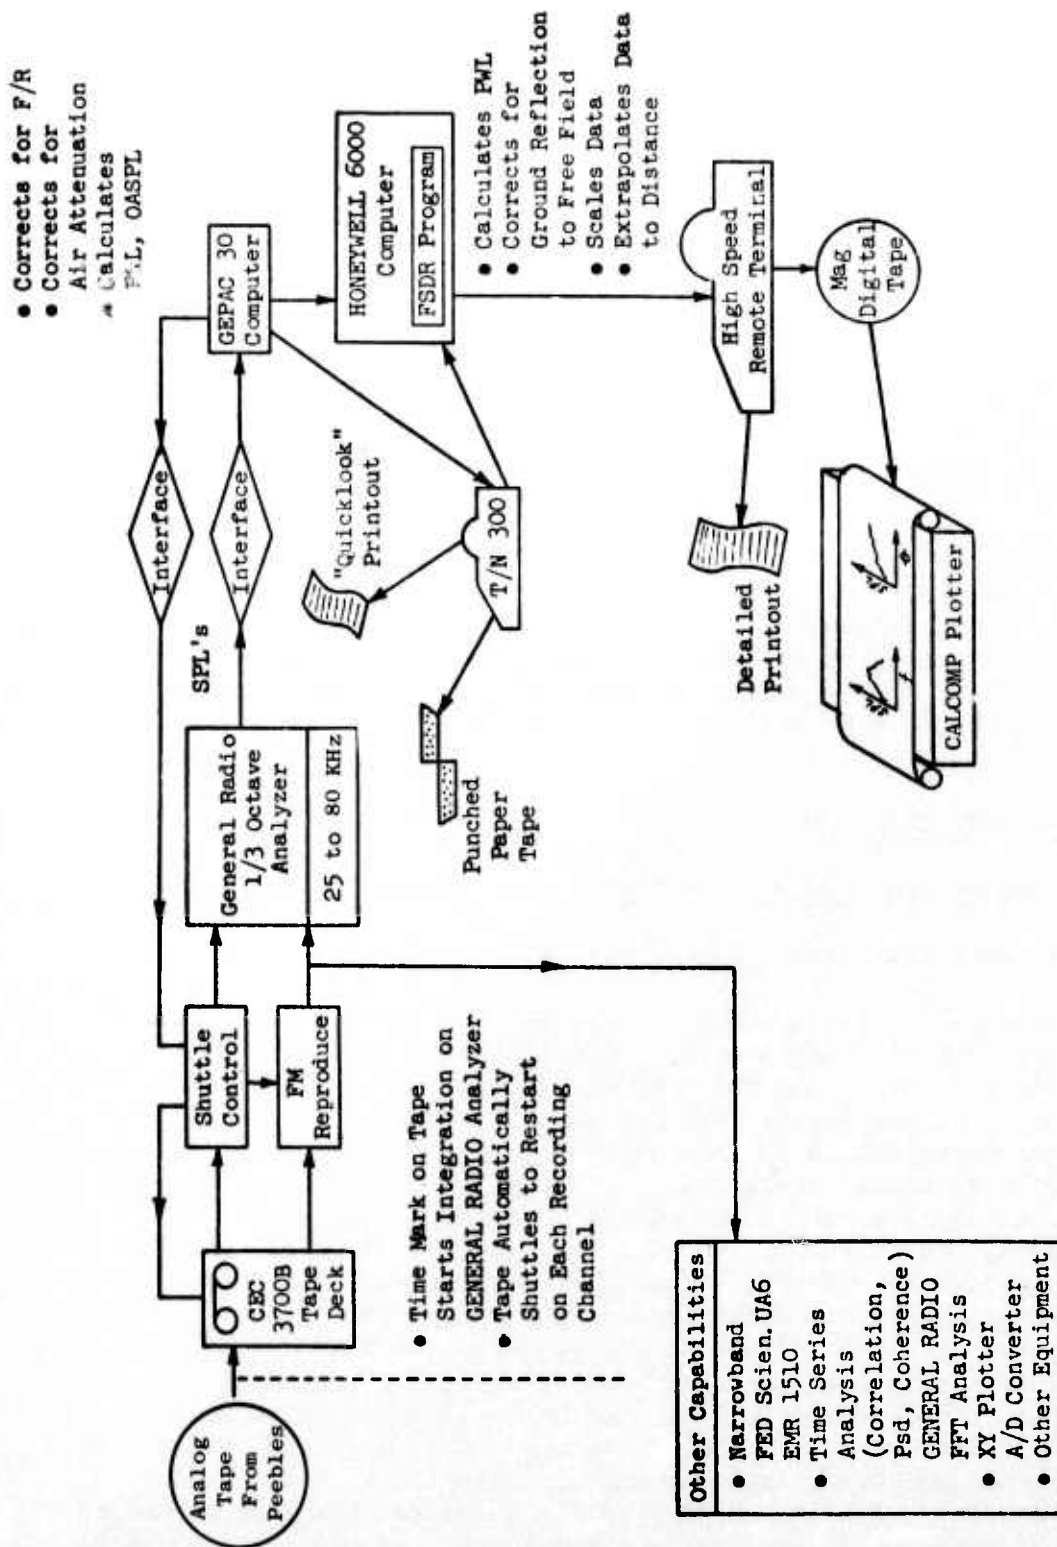 Analog
Tape
From
Peebles
CEC
3700B
Tape
Deck
Shuttle
Control
FM
Reproduce
General Radio
1/3 Octave
Analyzer
25 to 80 KHz
SPL's
Interface
Interface
GEPAC 30
Computer
• Corrects for F/R
• Corrects for
Air Attenuation
Calculates
OASPL
HONEYWELL 6000
Computer
FSDR Program
• Calculates PWL
• Corrects for
Ground Reflection
to Free Field
• Scales Data
• Extrapolates Data
to Distance
"Quicklook"
Printout
T/N 300
Punched
Paper
Tape
High Speed
Remote Terminal
Mag
Digital
Tape
Detailed
Printout
CALCOMP Plotter
• Time Mark on Tape
Starts Integration on
GENERAL RADIO Analyzer
• Tape Automatically
Shuttles to Restart
on Each Recording
Channel
Other Capabilities
• Narrowband
FED Scien. UA6
EMR 1510
• Time Series
Analysis
(Correlation,
Psd, Coherence)
GENERAL RADIO
FFT Analysis
• XY Plotter
A/D Converter
• Other Equipment